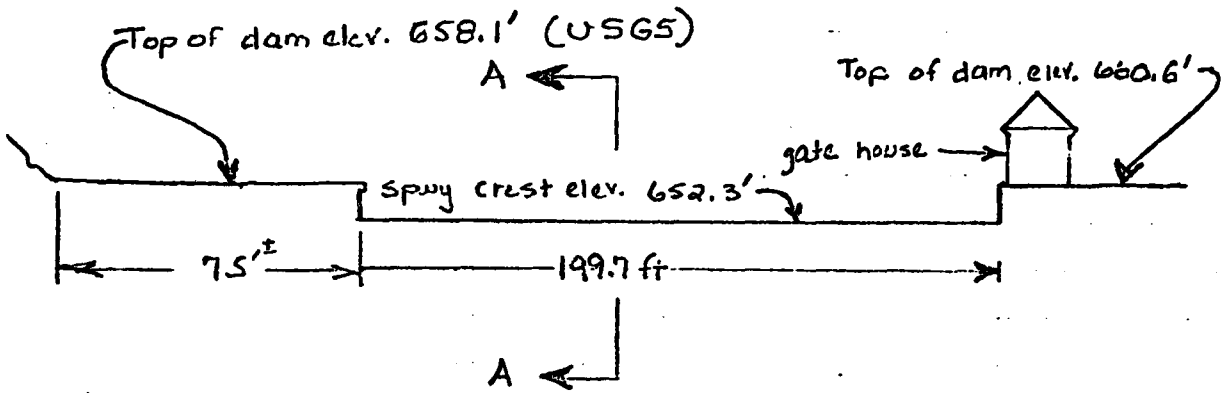 Top of dam elev. 658.1' (USGS)
A
Top of dam elev. 660.6'
gate house
Spwy crest elev. 652.3'
75'±
199.7 ft
A